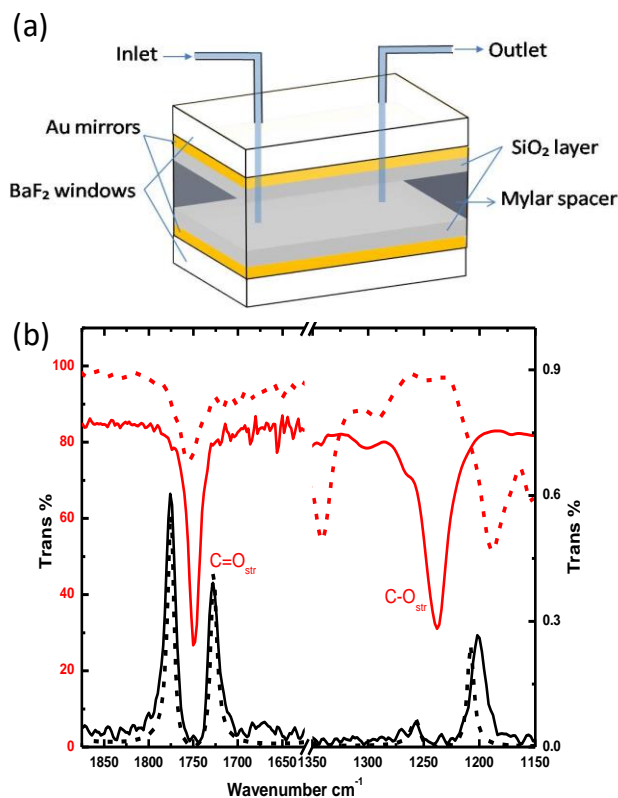 (a)
Inlet
Outlet
Au mirrors
SiO₂ layer
BaF₂ windows
Mylar spacer
(b)
100
80
60
40
20
0
Trans %
0.9
0.6
0.3
0.0
Trans %
C=Oₛₜᵣ
C-Oₛₜᵣ
1850 1800 1750 1700 1650 1350 1300 1250 1200 1150
Wavenumber cm⁻¹